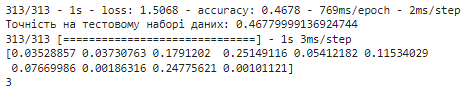 313/313 - 1s - loss: 1.5068 - accuracy: 0.4678 - 769ms/epoch - 2ms/step
Точність на тестовому наборі даних: 0.46779999136924744
313/313 [==============================] - 1s 3ms/step
[0.03528857 0.03730763 0.1791202  0.25149116 0.05412182 0.11534029
 0.07669986 0.00186316 0.24775621 0.00101121]
3